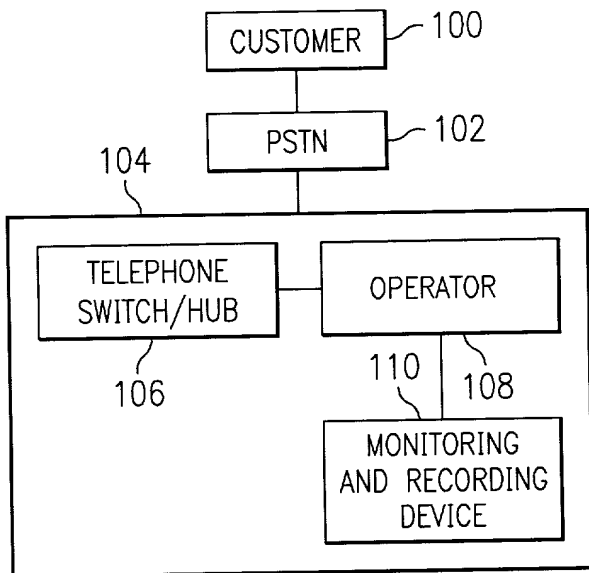 CUSTOMER
100
PSTN
102
104
TELEPHONE
SWITCH/HUB
106
OPERATOR
108
110
MONITORING
AND RECORDING
DEVICE